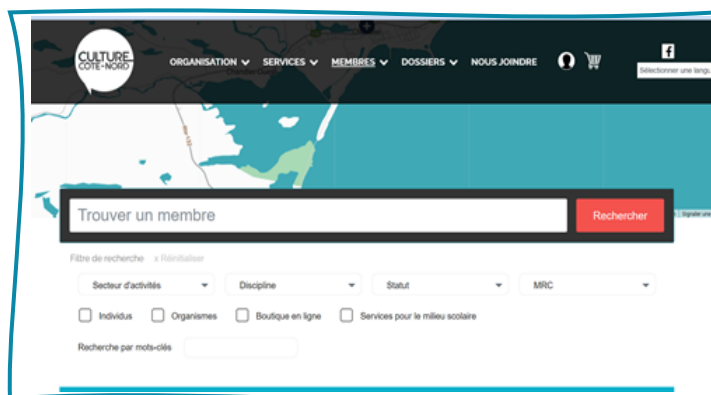 CULTURE
CÔTE-NORD
ORGANISATION SERVICES MEMBRES DOSSIERS NOUS JOINDRE
f
Sélectionner une langu
Trouver un membre
Rechercher
Filtre de recherche x Réinitialiser
Secteur d'activités Discipline Statut MRC
Individus Organismes Boutique en ligne Services pour le milieu scolaire
Recherche par mots-clés